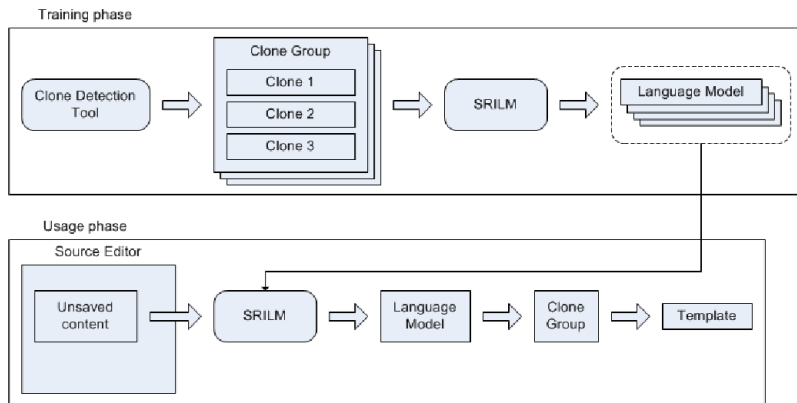 Training phase
Clone Detection
Tool
Clone Group
Clone 1
Clone 2
Clone 3
SRILM
Language Model
Usage phase
Source Editor
Unsaved
content
SRILM
Language
Model
Clone
Group
Template